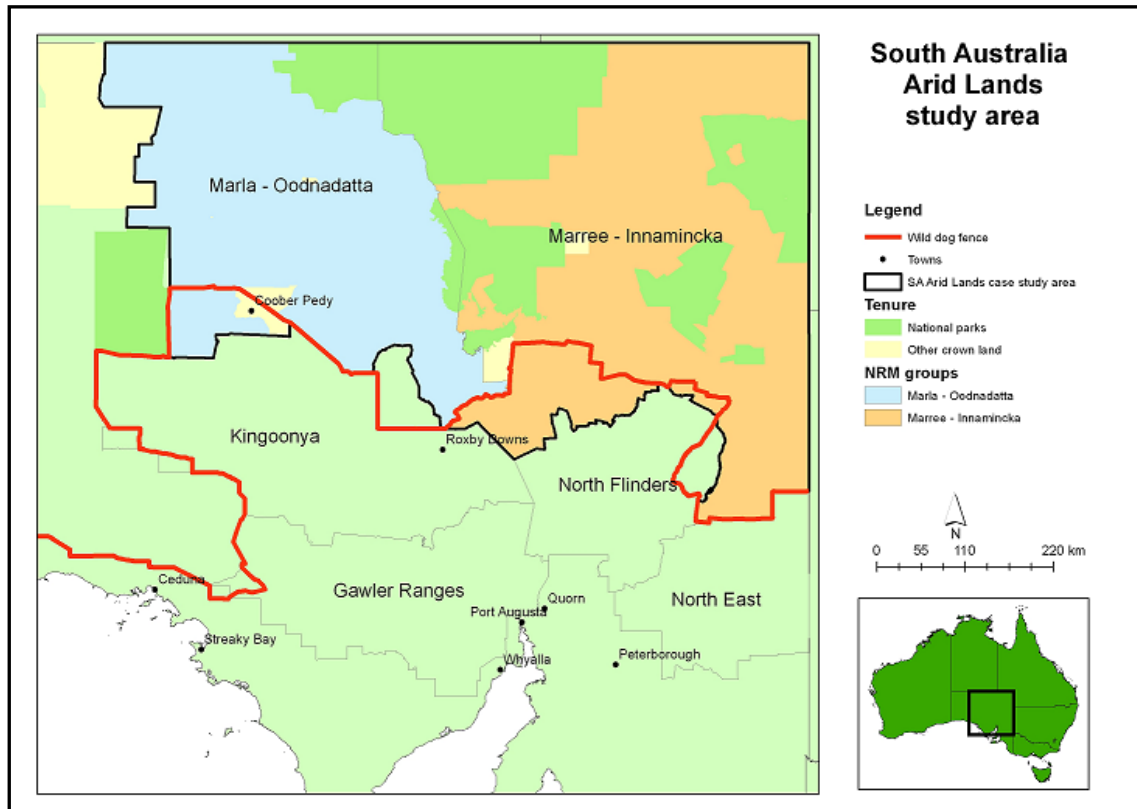 South Australia
Arid Lands
study area
Marla - Oodnadatta
Marree - Innamincka
Coober Pedy
Kingoonya
Roxby Downs
North Flinders
Ceduna
Gawler Ranges
Quorn
North East
Port Augusta
Streaky Bay
Whyalla
Peterborough
Legend
Wild dog fence
Towns
SA Arid Lands case study area
Tenure
National parks
Other crown land
NRM groups
Marla - Oodnadatta
Marree - Innamincka
N
0 55 110 220 km